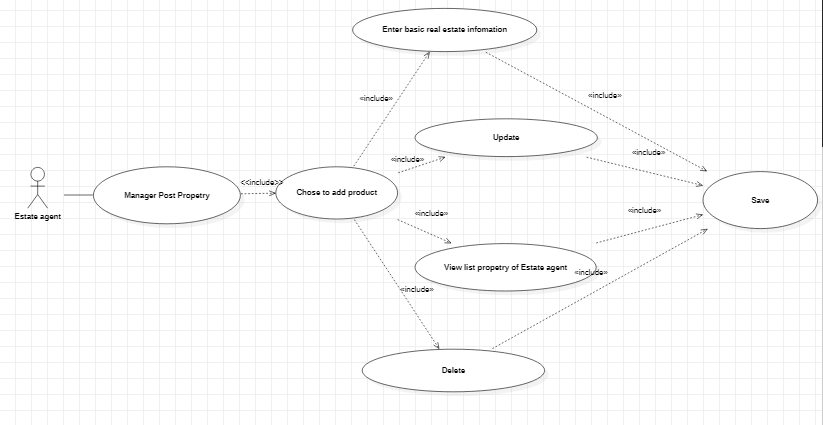 Enter basic real estate infomation
«include»
«include»
Update
«include»
«include»
<<include>>
Manager Post Propetry
Chose to add product
Save
Estate agent
«include»
«include»
View list propetry of Estate agent
«include»
«include»
Delete